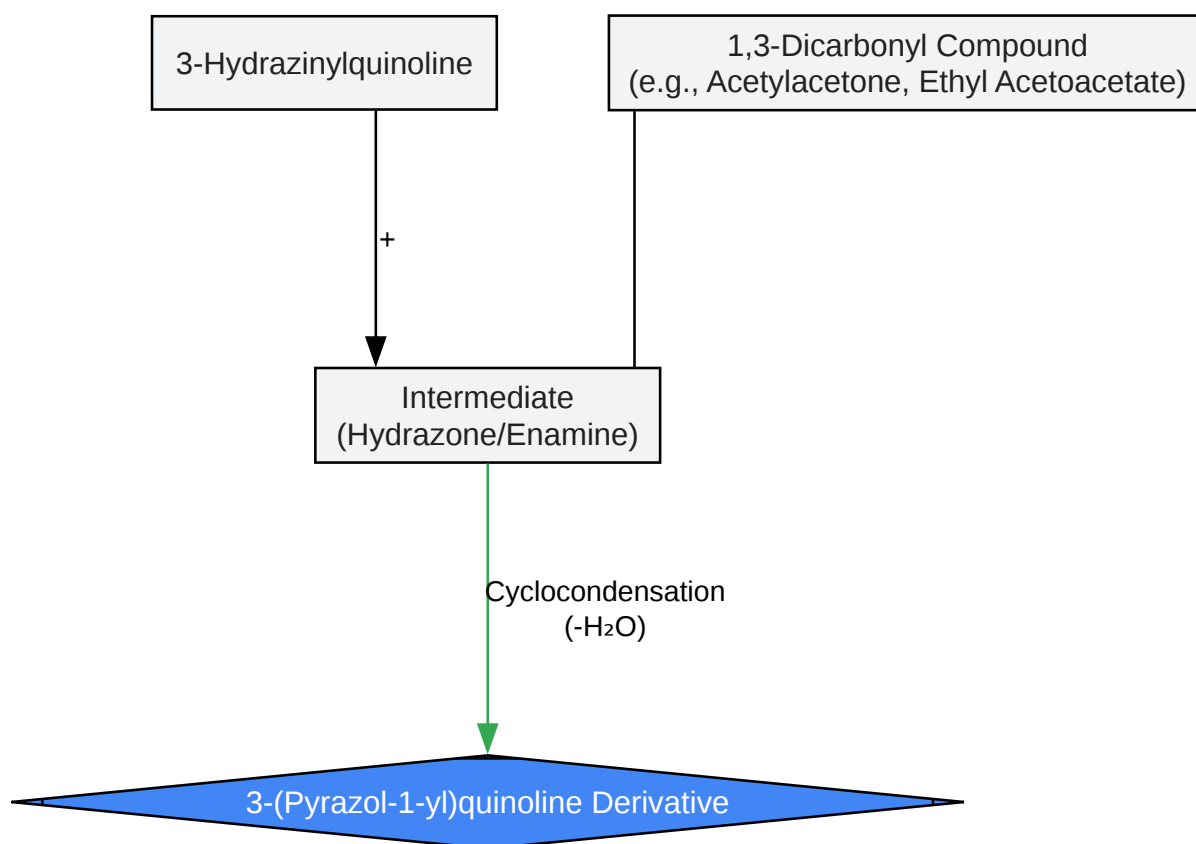 3-Hydrazinylquinoline
1,3-Dicarbonyl Compound
(e.g., Acetylacetone, Ethyl Acetoacetate)
+
Intermediate
(Hydrazone/Enamine)
Cyclocondensation
(-H₂O)
3-(Pyrazol-1-yl)quinoline Derivative